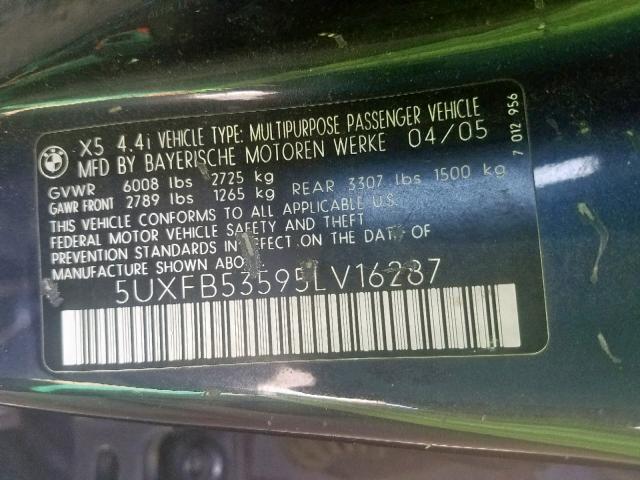 X5 4.4i VEHICLE TYPE: MULTIPURPOSE PASSENGER VEHICLE
MFD BY BAYERISCHE MOTOREN WERKE 04/05
GVWR 6008 lbs 2725 kg
GAWR FRONT 2789 lbs 1265 kg REAR 3307 lbs 1500 kg
THIS VEHICLE CONFORMS TO ALL APPLICABLE U.S.
FEDERAL MOTOR VEHICLE SAFETY AND THEFT
PREVENTION STANDARDS IN EFFECT ON THE DATE OF
MANUFACTURE SHOWN ABO
5UXFB53595LV16287
7 012 956